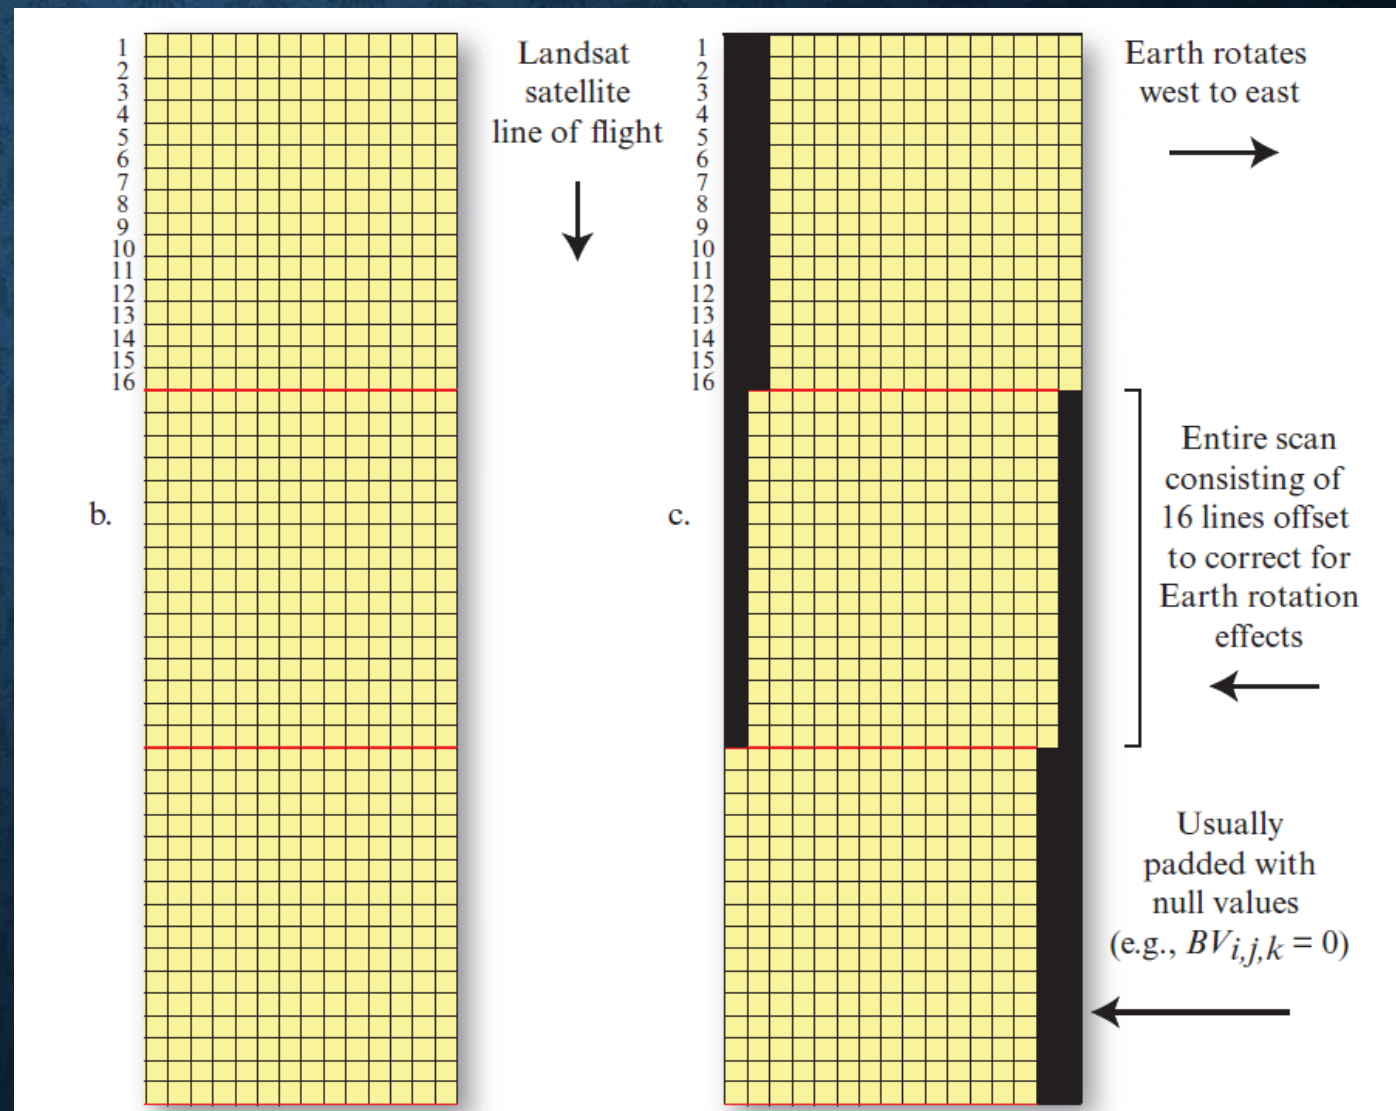 1
2
3
4
5
6
7
8
9
10
11
12
13
14
15
16
b.
Landsat
satellite
line of flight
1
2
3
4
5
6
7
8
9
10
11
12
13
14
15
16
c.
Earth rotates
west to east
Entire scan
consisting of
16 lines offset
to correct for
Earth rotation
effects
Usually
padded with
null values
(e.g., BVi,j,k = 0)